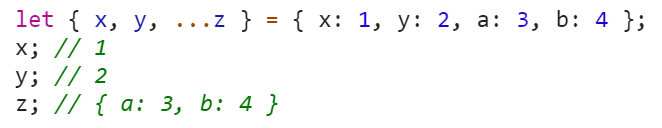 let { x, y, ...z } = { x: 1, y: 2, a: 3, b: 4 };
x; // 1
y; // 2
z; // { a: 3, b: 4 }